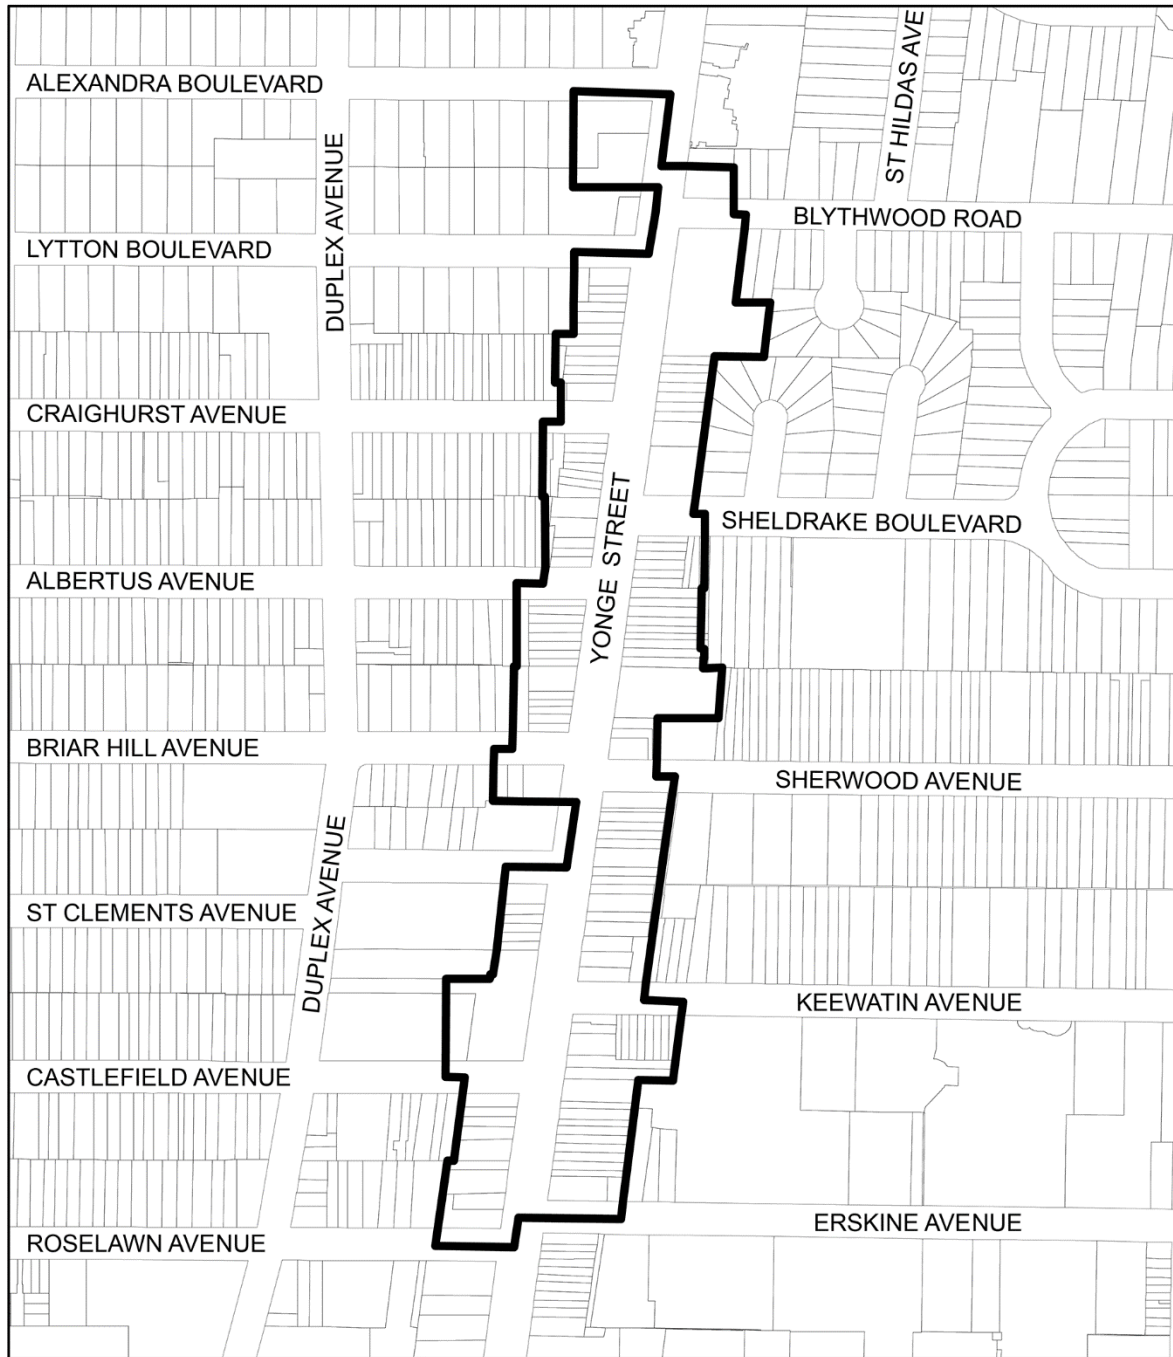 ST HILDAS AVE
ALEXANDRA BOULEVARD
DUPLEX AVENUE
BLYTHWOOD ROAD
LYTTON BOULEVARD
CRAIGHURST AVENUE
YONGE STREET
SHELDRAKE BOULEVARD
ALBERTUS AVENUE
BRIAR HILL AVENUE
SHERWOOD AVENUE
DUPLEX AVENUE
ST CLEMENTS AVENUE
KEEWATIN AVENUE
CASTLEFIELD AVENUE
ERSKINE AVENUE
ROSELAWN AVENUE